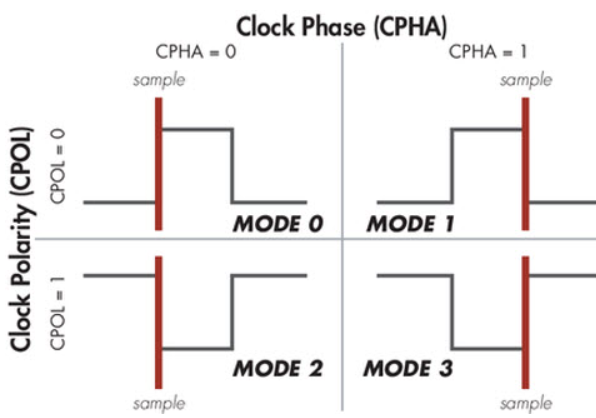 Clock Phase (CPHA)
CPHA = 0
CPHA = 1
sample
sample
Clock Polarity (CPOL)
CPOL = 0
MODE 0
MODE 1
CPOL = 1
MODE 2
MODE 3
sample
sample